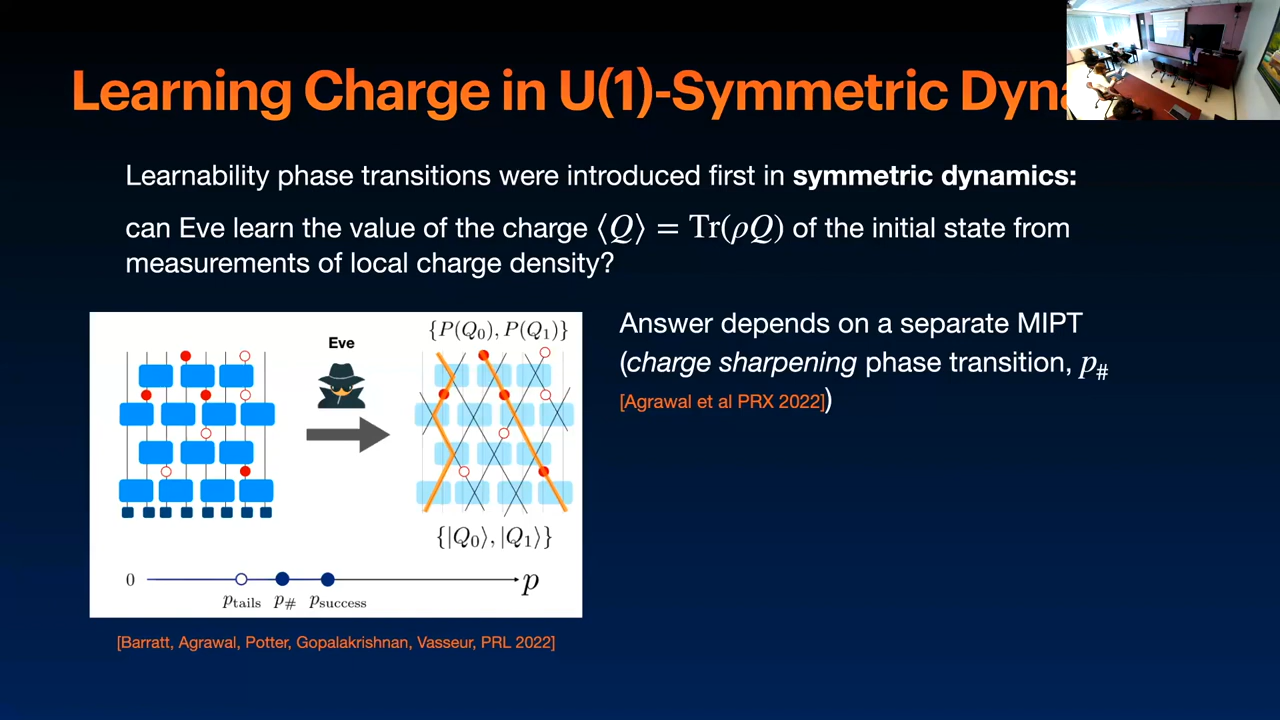 Learning Charge in U(1)-Symmetric Dyna
Learnability phase transitions were introduced first in symmetric dynamics:
can Eve learn the value of the charge ⟨Q⟩ = Tr(ρQ) of the initial state from
measurements of local charge density?
Answer depends on a separate MIPT
(charge sharpening phase transition, p#
[Agrawal et al PRX 2022])
Eve
{P(Q₀), P(Q₁)}
{|Q₀⟩, |Q₁⟩}
0
p
p_tails p# p_success
[Barratt, Agrawal, Potter, Gopalakrishnan, Vasseur, PRL 2022]